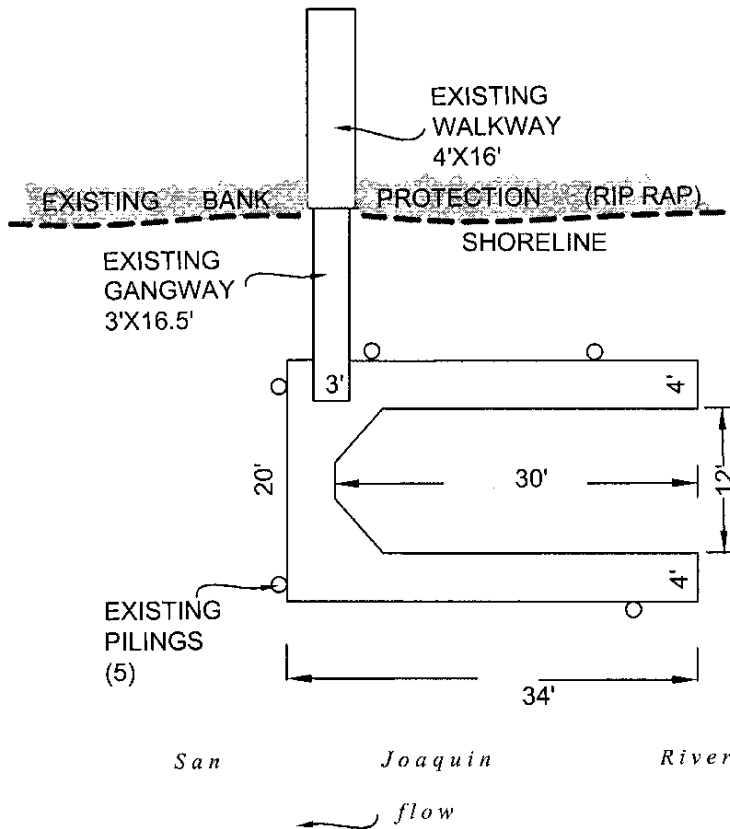 EXISTING
WALKWAY
4'X16'
EXISTING BANK PROTECTION (RIP RAP)
SHORELINE
EXISTING
GANGWAY
3'X16.5'
3'
4'
20'
30'
12'
4'
EXISTING
PILINGS
(5)
34'
San Joaquin River
flow